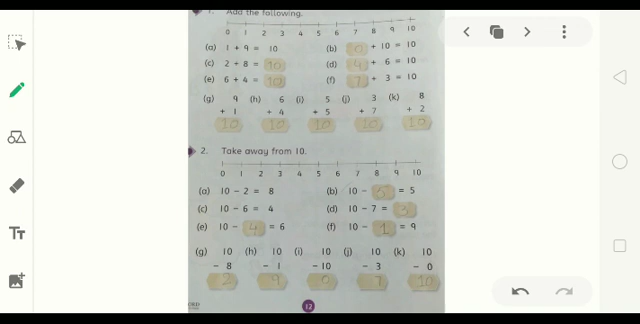 1. Add the following.
0 1 2 3 4 5 6 7 8 9 10
(a) 1 + 9 = 10 (b) 0 + 10 = 10
(c) 2 + 8 = 10 (d) 4 + 6 = 10
(e) 6 + 4 = 10 (f) 7 + 3 = 10
(g) 9 (h) 6 (i) 5 (j) 3 (k) 8
+ 1 + 4 + 5 + 7 + 2
10 10 10 10 10
2. Take away from 10.
0 1 2 3 4 5 6 7 8 9 10
(a) 10 - 2 = 8 (b) 10 - 5 = 5
(c) 10 - 6 = 4 (d) 10 - 7 = 3
(e) 10 - 4 = 6 (f) 10 - 1 = 9
(g) 10 (h) 10 (i) 10 (j) 10 (k) 10
- 8 - 1 - 10 - 3 - 0
2 9 0 7 10
12
Tт